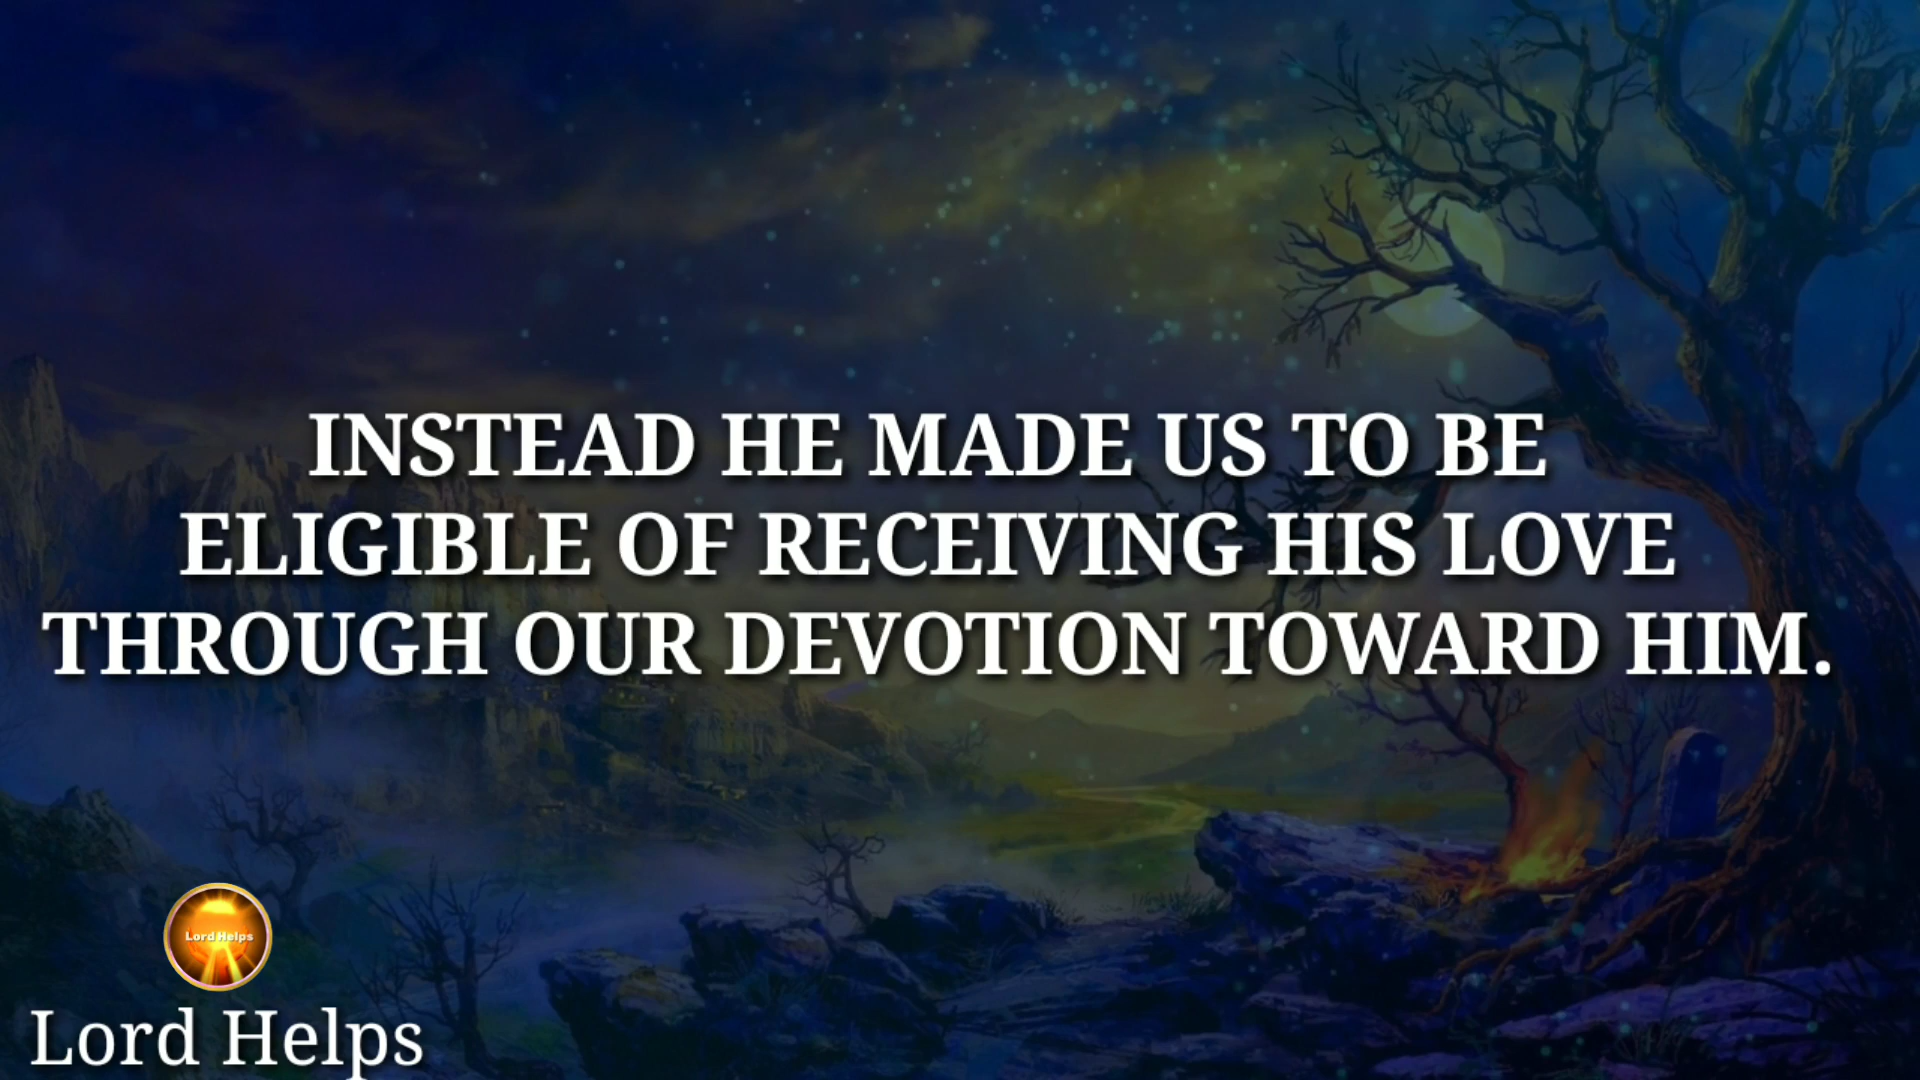 INSTEAD HE MADE US TO BE
ELIGIBLE OF RECEIVING HIS LOVE
THROUGH OUR DEVOTION TOWARD HIM.
Lord Helps
Lord Helps